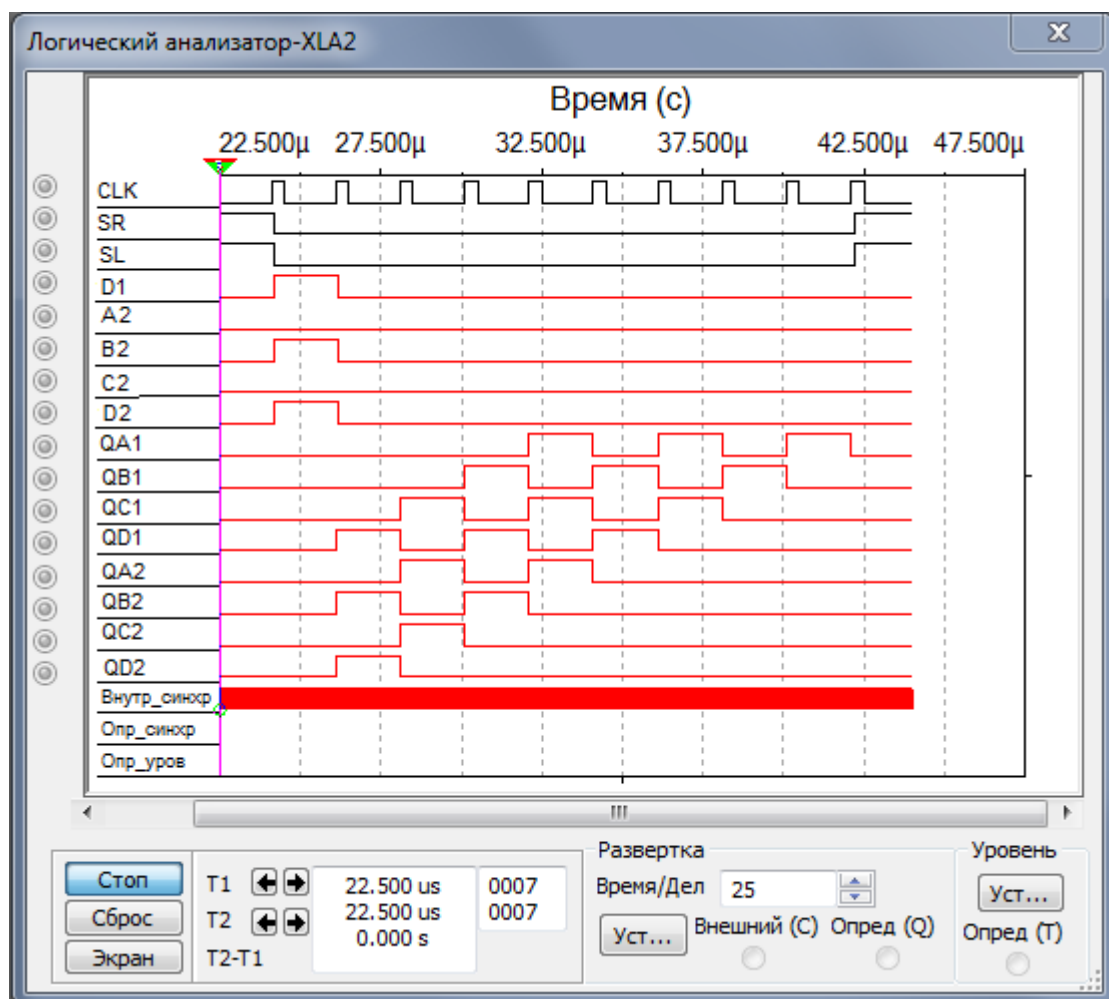 Логический анализатор-XLA2
Время (с)
22.500µ 27.500µ 32.500µ 37.500µ 42.500µ 47.500µ
CLK
SR
SL
D1
A2
B2
C2
D2
QA1
QB1
QC1
QD1
QA2
QB2
QC2
QD2
Внутр_синхр
Опр_синхр
Опр_уров
Стоп
Сброс
Экран
T1 22.500 us 0007
T2 22.500 us 0007
T2-T1 0.000 s
Развертка
Время/Дел 25
Уст... Внешний (C) Опред (Q)
Уровень
Уст...
Опред (T)